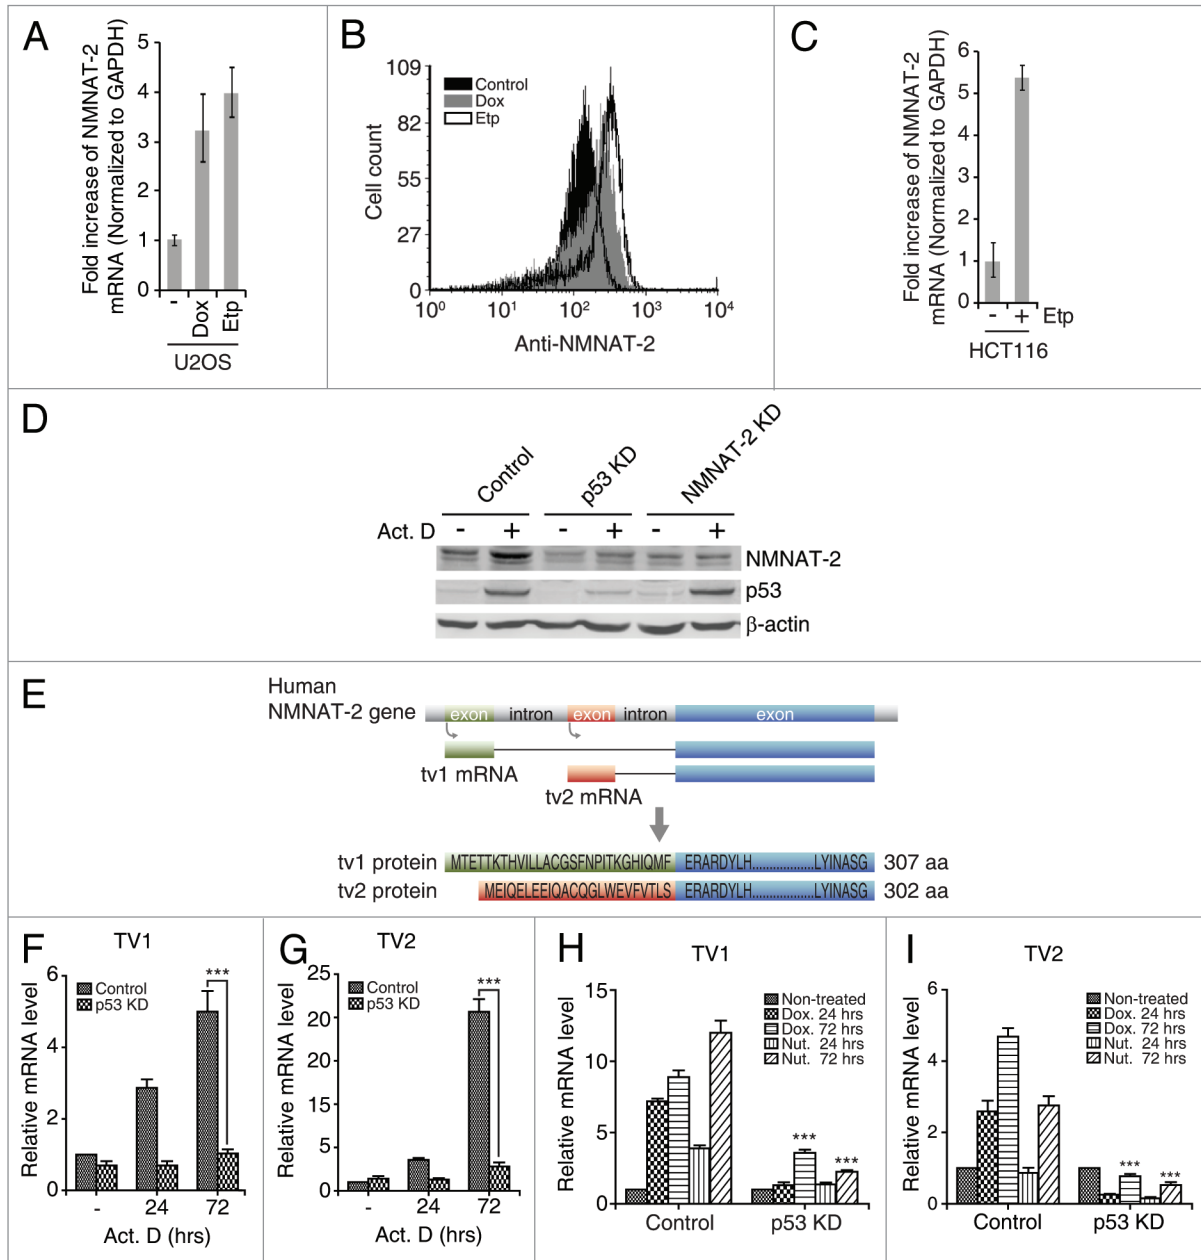 A
Fold increase of NMNAT-2
mRNA (Normalized to GAPDH)
5
4
3
2
1
0
-
Dox
Etp
U2OS
B
Cell count
109
82
55
27
0
Control
Dox
Etp
10⁰ 10¹ 10² 10³ 10⁴
Anti-NMNAT-2
C
Fold increase of NMNAT-2
mRNA (Normalized to GAPDH)
6
5
4
3
2
1
0
- + Etp
HCT116
D
Control p53 KD NMNAT-2 KD
Act. D - + - + - +
NMNAT-2
p53
β-actin
E
Human
NMNAT-2 gene
exon intron exon intron exon
tv1 mRNA
tv2 mRNA
tv1 protein MTETTKTHVILLACGSFNPITKGHIQMF ERARDYLH..................LYINASG 307 aa
tv2 protein MEIQELEEIQACQGLWEVFVTLS ERARDYLH..................LYINASG 302 aa
F
TV1
Relative mRNA level
6
4
2
0
Control
p53 KD
***
- 24 72
Act. D (hrs)
G
TV2
Relative mRNA level
25
20
20
15
5
0
Control
p53 KD
***
- 24 72
Act. D (hrs)
H
TV1
Relative mRNA level
15
10
5
0
Non-treated
Dox. 24 hrs
Dox. 72 hrs
Nut. 24 hrs
Nut. 72 hrs
***
***
Control p53 KD
I
TV2
Relative mRNA level
6
4
2
0
Non-treated
Dox. 24 hrs
Dox. 72 hrs
Nut. 24 hrs
Nut. 72 hrs
***
***
Control p53 KD